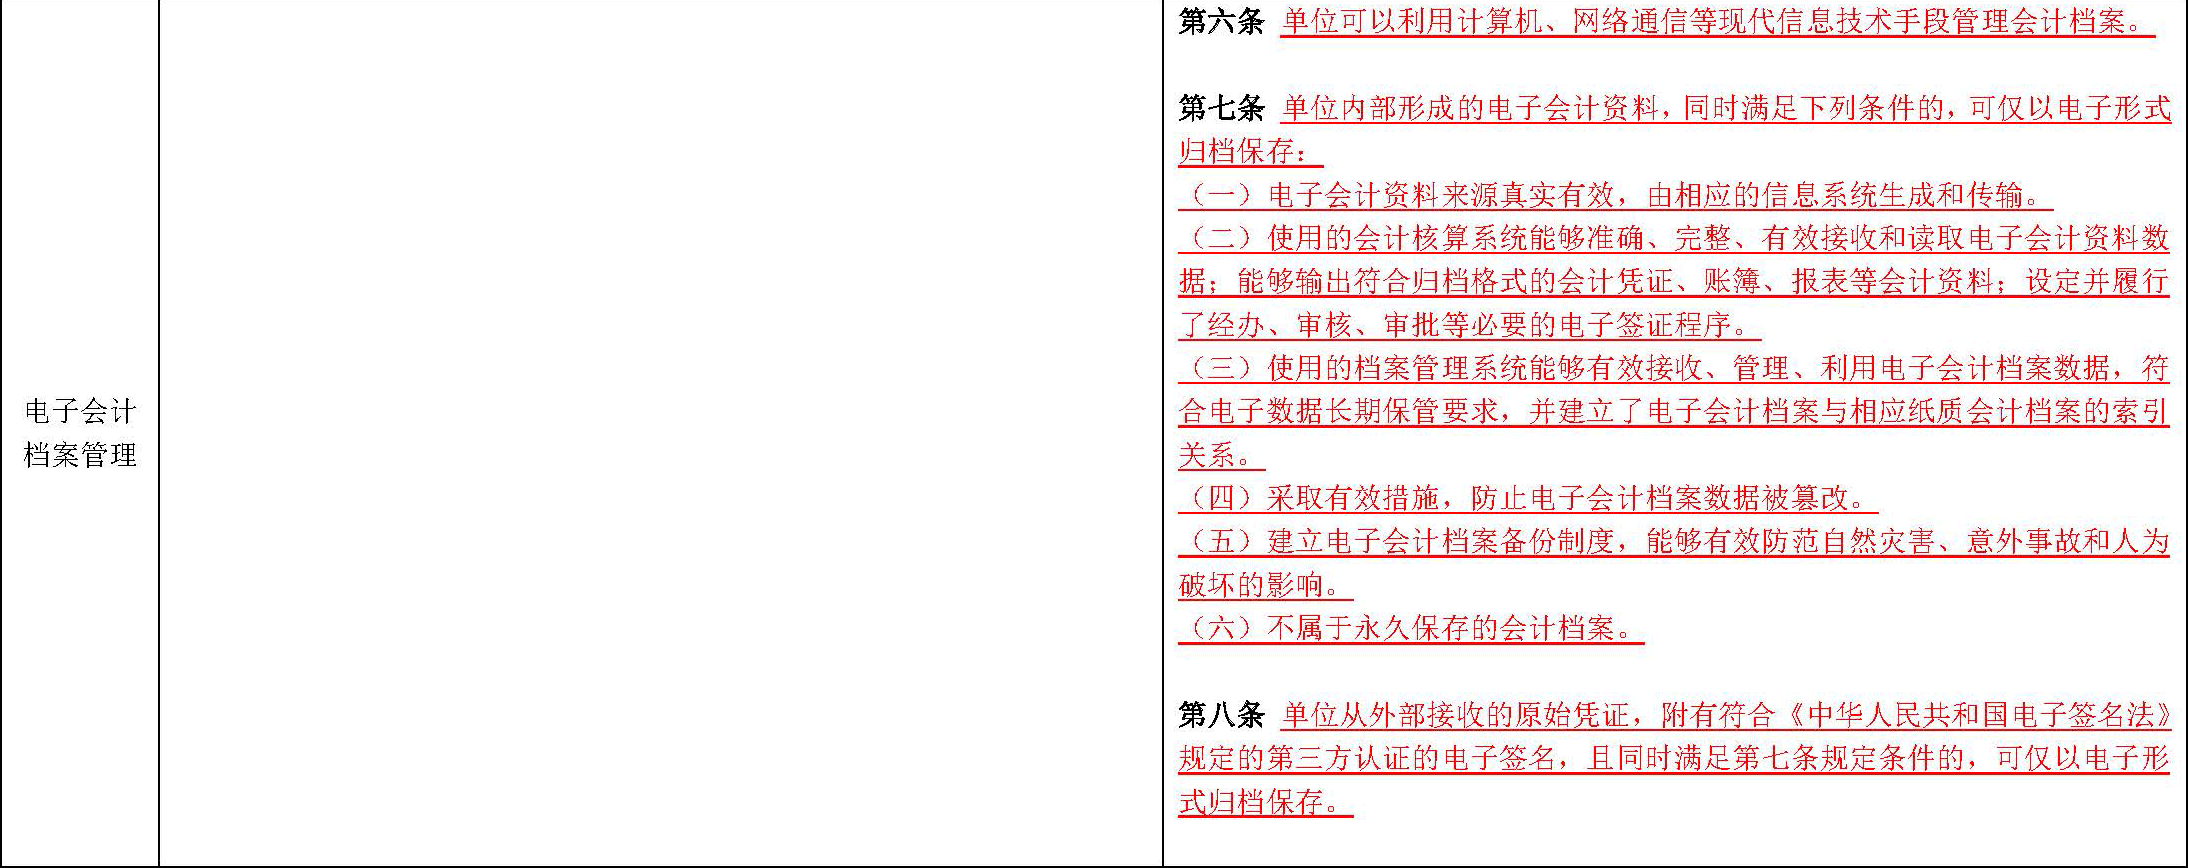 电子会计
档案管理
第六条 单位可以利用计算机、网络通信等现代信息技术手段管理会计档案。
第七条 单位内部形成的电子会计资料，同时满足下列条件的，可仅以电子形式
归档保存：
（一）电子会计资料来源真实有效，由相应的信息系统生成和传输。
（二）使用的会计核算系统能够准确、完整、有效接收和读取电子会计资料数
据；能够输出符合归档格式的会计凭证、账簿、报表等会计资料；设定并履行
了经办、审核、审批等必要的电子签证程序。
（三）使用的档案管理系统能够有效接收、管理、利用电子会计档案数据，符
合电子数据长期保管要求，并建立了电子会计档案与相应纸质会计档案的索引
关系。
（四）采取有效措施，防止电子会计档案数据被篡改。
（五）建立电子会计档案备份制度，能够有效防范自然灾害、意外事故和人为
破坏的影响。
（六）不属于永久保存的会计档案。
第八条 单位从外部接收的原始凭证，附有符合《中华人民共和国电子签名法》
规定的第三方认证的电子签名，且同时满足第七条规定条件的，可仅以电子形
式归档保存。